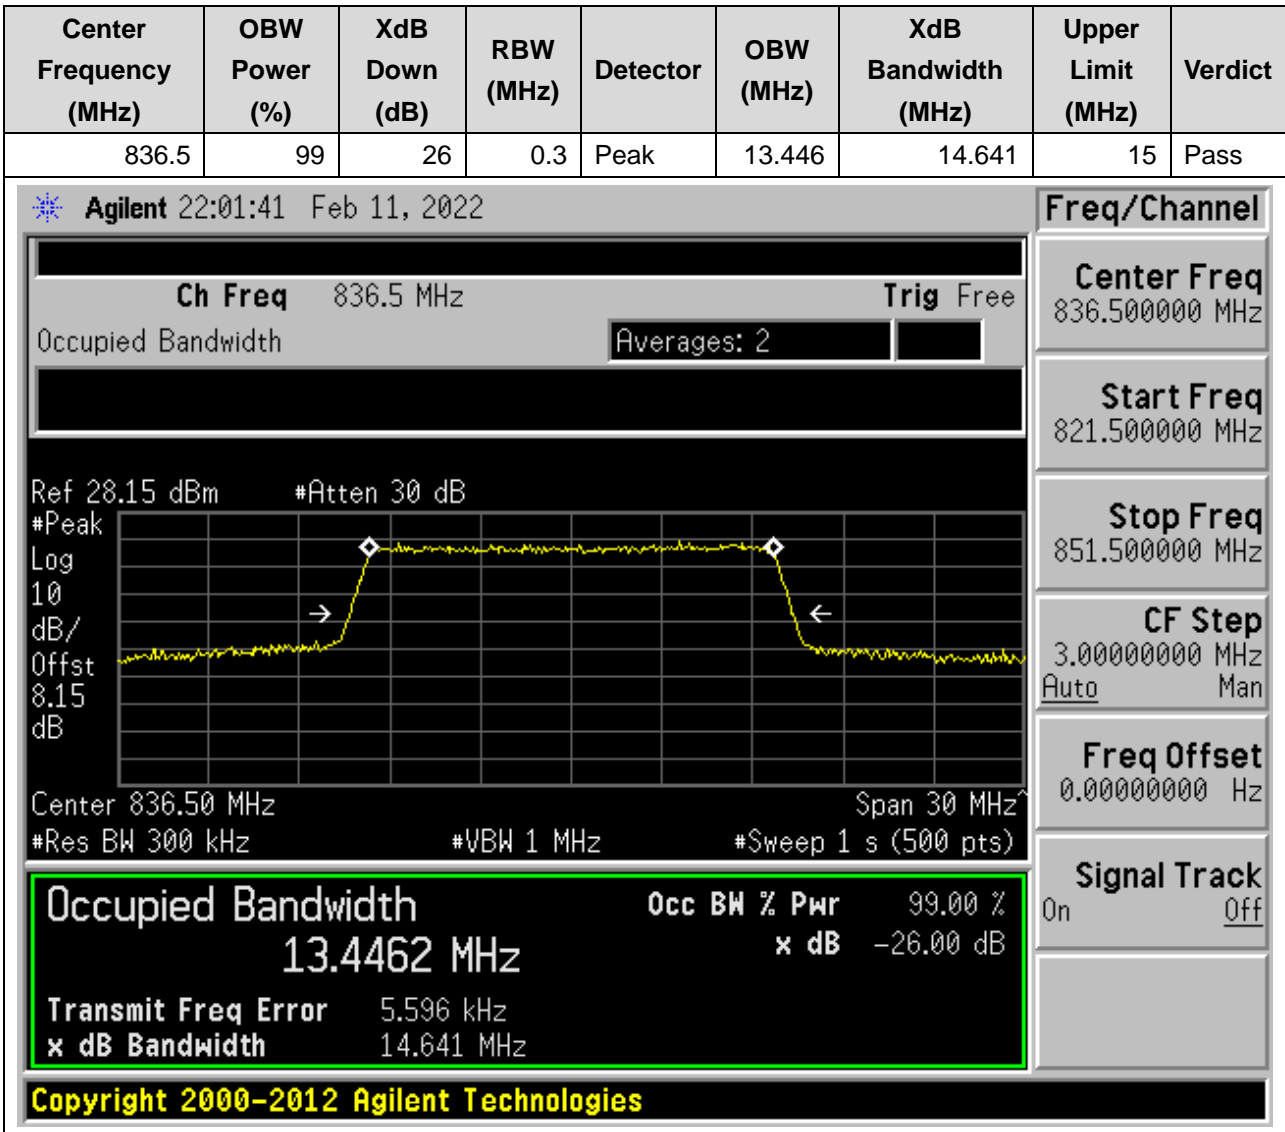 Center Frequency (MHz) OBW Power (%) XdB Down (dB) RBW (MHz) Detector OBW (MHz) XdB Bandwidth (MHz) Upper Limit (MHz) Verdict
836.5 99 26 0.3 Peak 13.446 14.641 15 Pass
Agilent 22:01:41 Feb 11, 2022
Freq/Channel
Ch Freq 836.5 MHz Trig Free
Occupied Bandwidth Averages: 2
Center Freq
836.500000 MHz
Start Freq
821.500000 MHz
Stop Freq
851.500000 MHz
CF Step
3.00000000 MHz
Auto Man
Freq Offset
0.00000000 Hz
Signal Track
On Off
Ref 28.15 dBm #Atten 30 dB
#Peak
Log
10
dB/
Offst
8.15
dB
Center 836.50 MHz Span 30 MHz^
#Res BW 300 kHz #VBW 1 MHz #Sweep 1 s (500 pts)
Occupied Bandwidth Occ BW % Pwr 99.00 %
13.4462 MHz x dB -26.00 dB
Transmit Freq Error 5.596 kHz
x dB Bandwidth 14.641 MHz
Copyright 2000-2012 Agilent Technologies